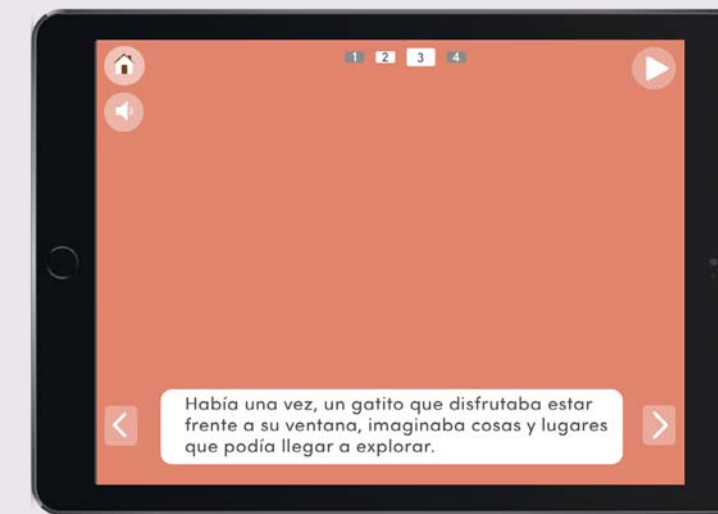 1 2 3 4
Había una vez, un gatito que disfrutaba estar
frente a su ventana, imaginaba cosas y lugares
que podía llegar a explorar.